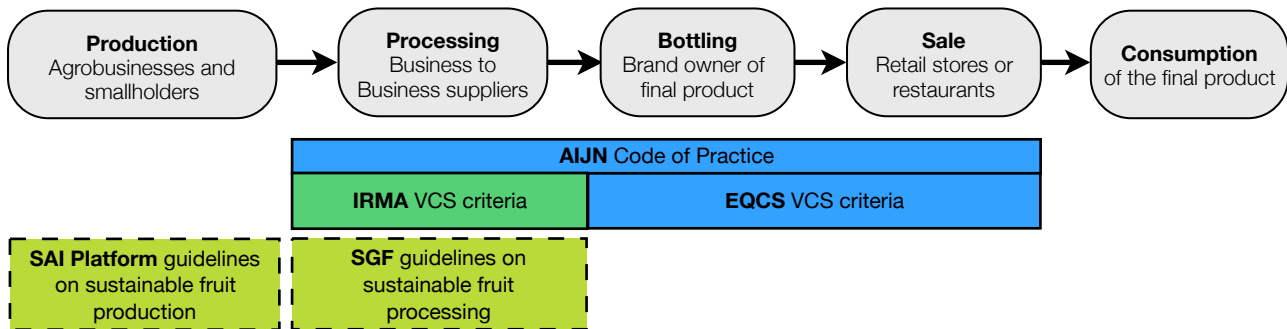 Production
Agrobusinesses and
smallholders
Processing
Business to
Business suppliers
Bottling
Brand owner of
final product
Sale
Retail stores or
restaurants
Consumption
of the final product
AIJN Code of Practice
IRMA VCS criteria
EQCS VCS criteria
SAI Platform guidelines
on sustainable fruit
production
SGF guidelines on
sustainable fruit
processing